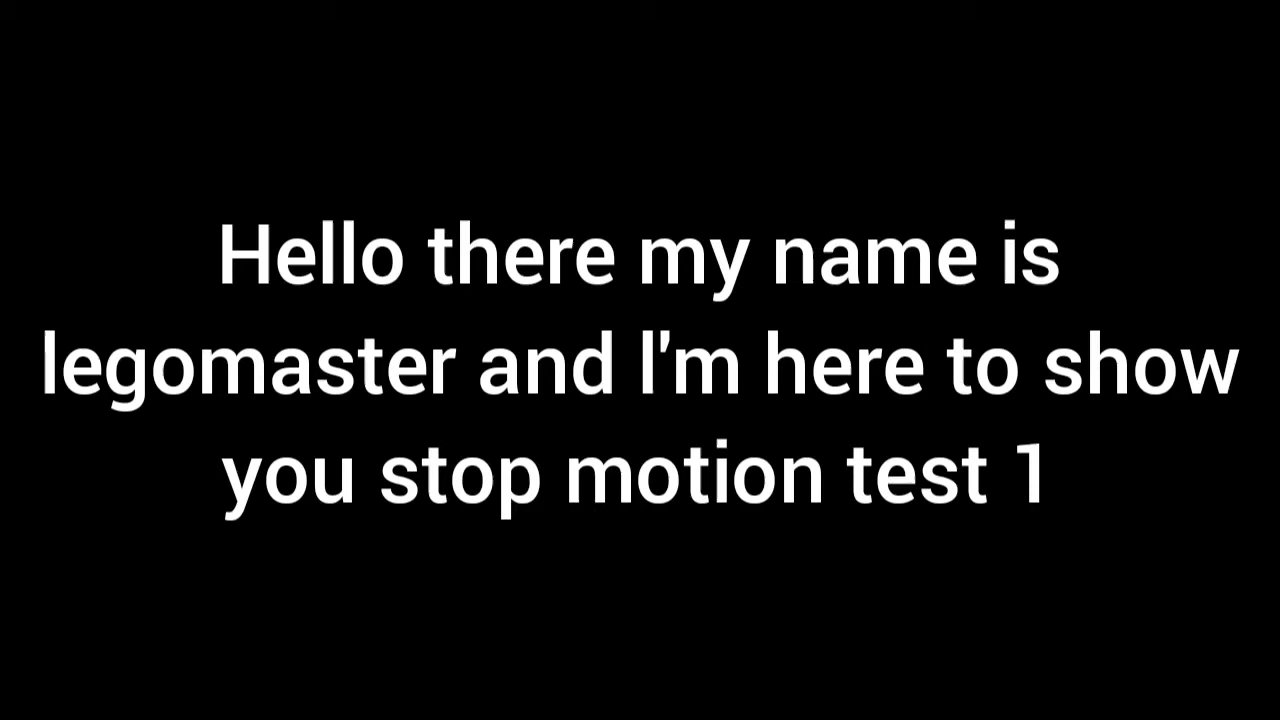 Hello there my name is
legomaster and I'm here to show
you stop motion test 1